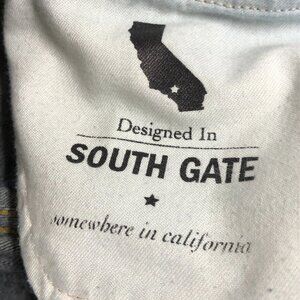 Designed In
SOUTH GATE
somewhere in california